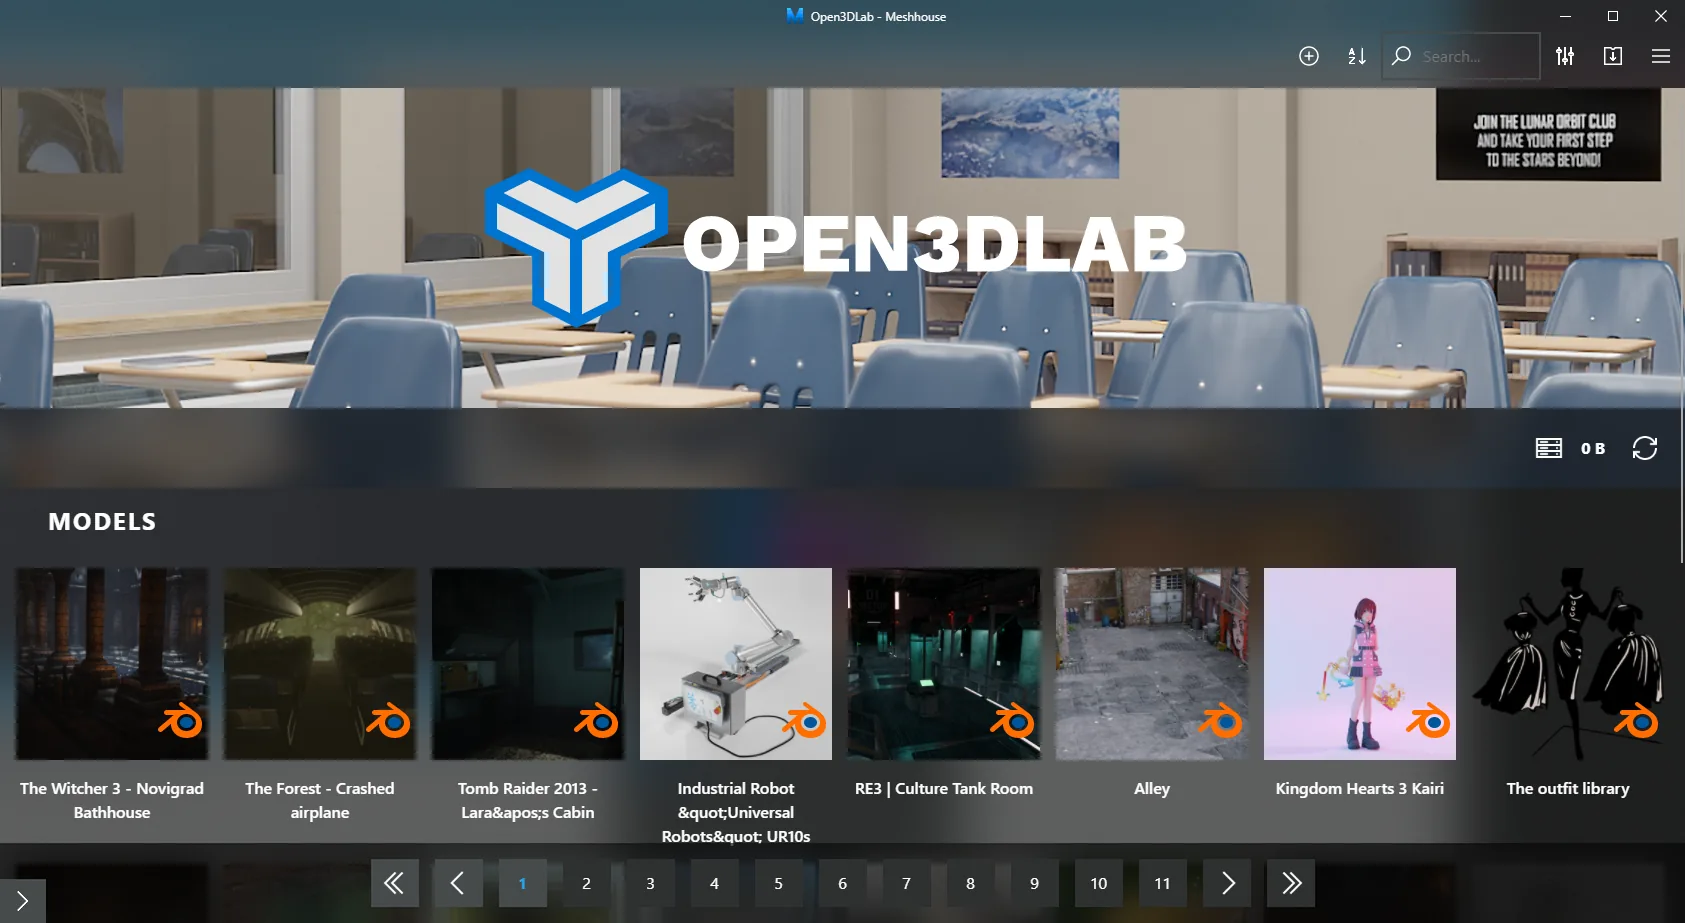 Open3DLab - Meshhouse
A
Z
Search...
JOIN THE LUNAR ORBIT CLUB
AND TAKE YOUR FIRST STEP
TO THE STARS BEYOND!
OPEN3DLAB
0 B
MODELS
The Witcher 3 - Novigrad
Bathhouse
The Forest - Crashed
airplane
Tomb Raider 2013 -
Lara&apos;s Cabin
Industrial Robot
&quot;Universal
Robots&quot; UR10s
RE3 | Culture Tank Room
Alley
Kingdom Hearts 3 Kairi
The outfit library
1 2 3 4 5 6 7 8 9 10 11